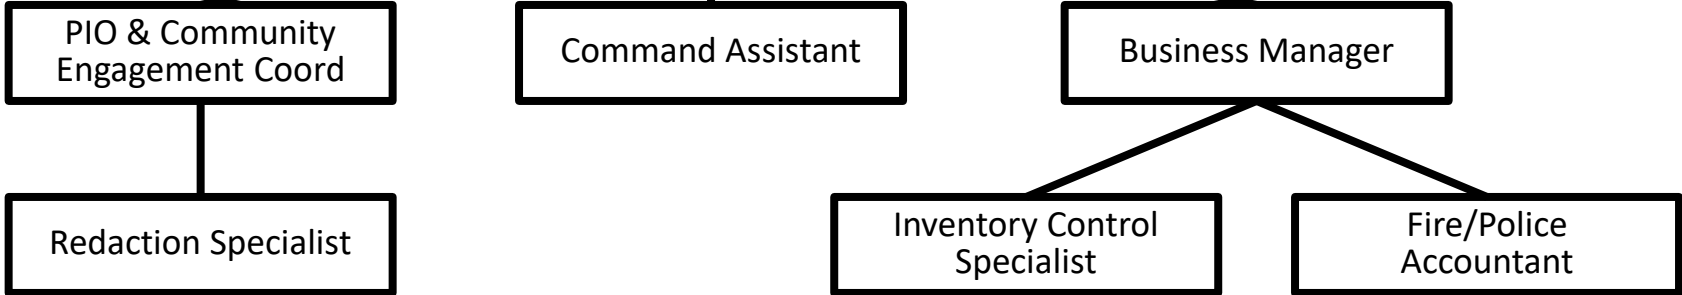 PIO & Community
Engagement Coord
Command Assistant
Business Manager
Redaction Specialist
Inventory Control
Specialist
Fire/Police
Accountant